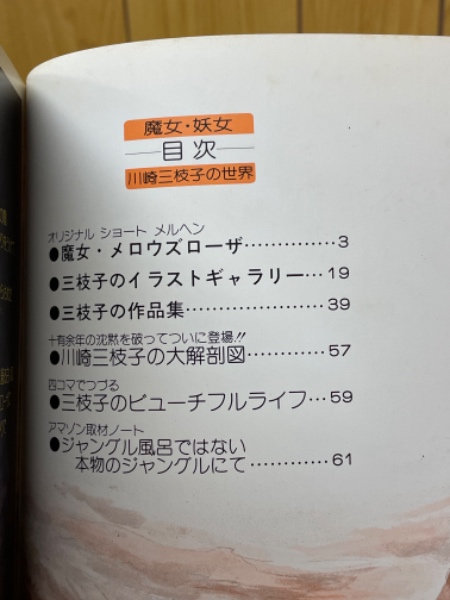 魔女・妖女
目次
川崎三枝子の世界
オリジナル ショート メルヘン
●魔女・メロウズローザ‥‥‥‥‥3
●三枝子のイラストギャラリー…19
●三枝子の作品集‥‥‥‥‥‥‥39
十有余年の沈黙を破ってついに登場!!
●川崎三枝子の大解剖図‥‥‥‥57
四コマでつづる
●三枝子のビューチフルライフ…59
アマゾン取材ノート
●ジャングル風呂ではない
本物のジャングルにて‥‥‥‥61